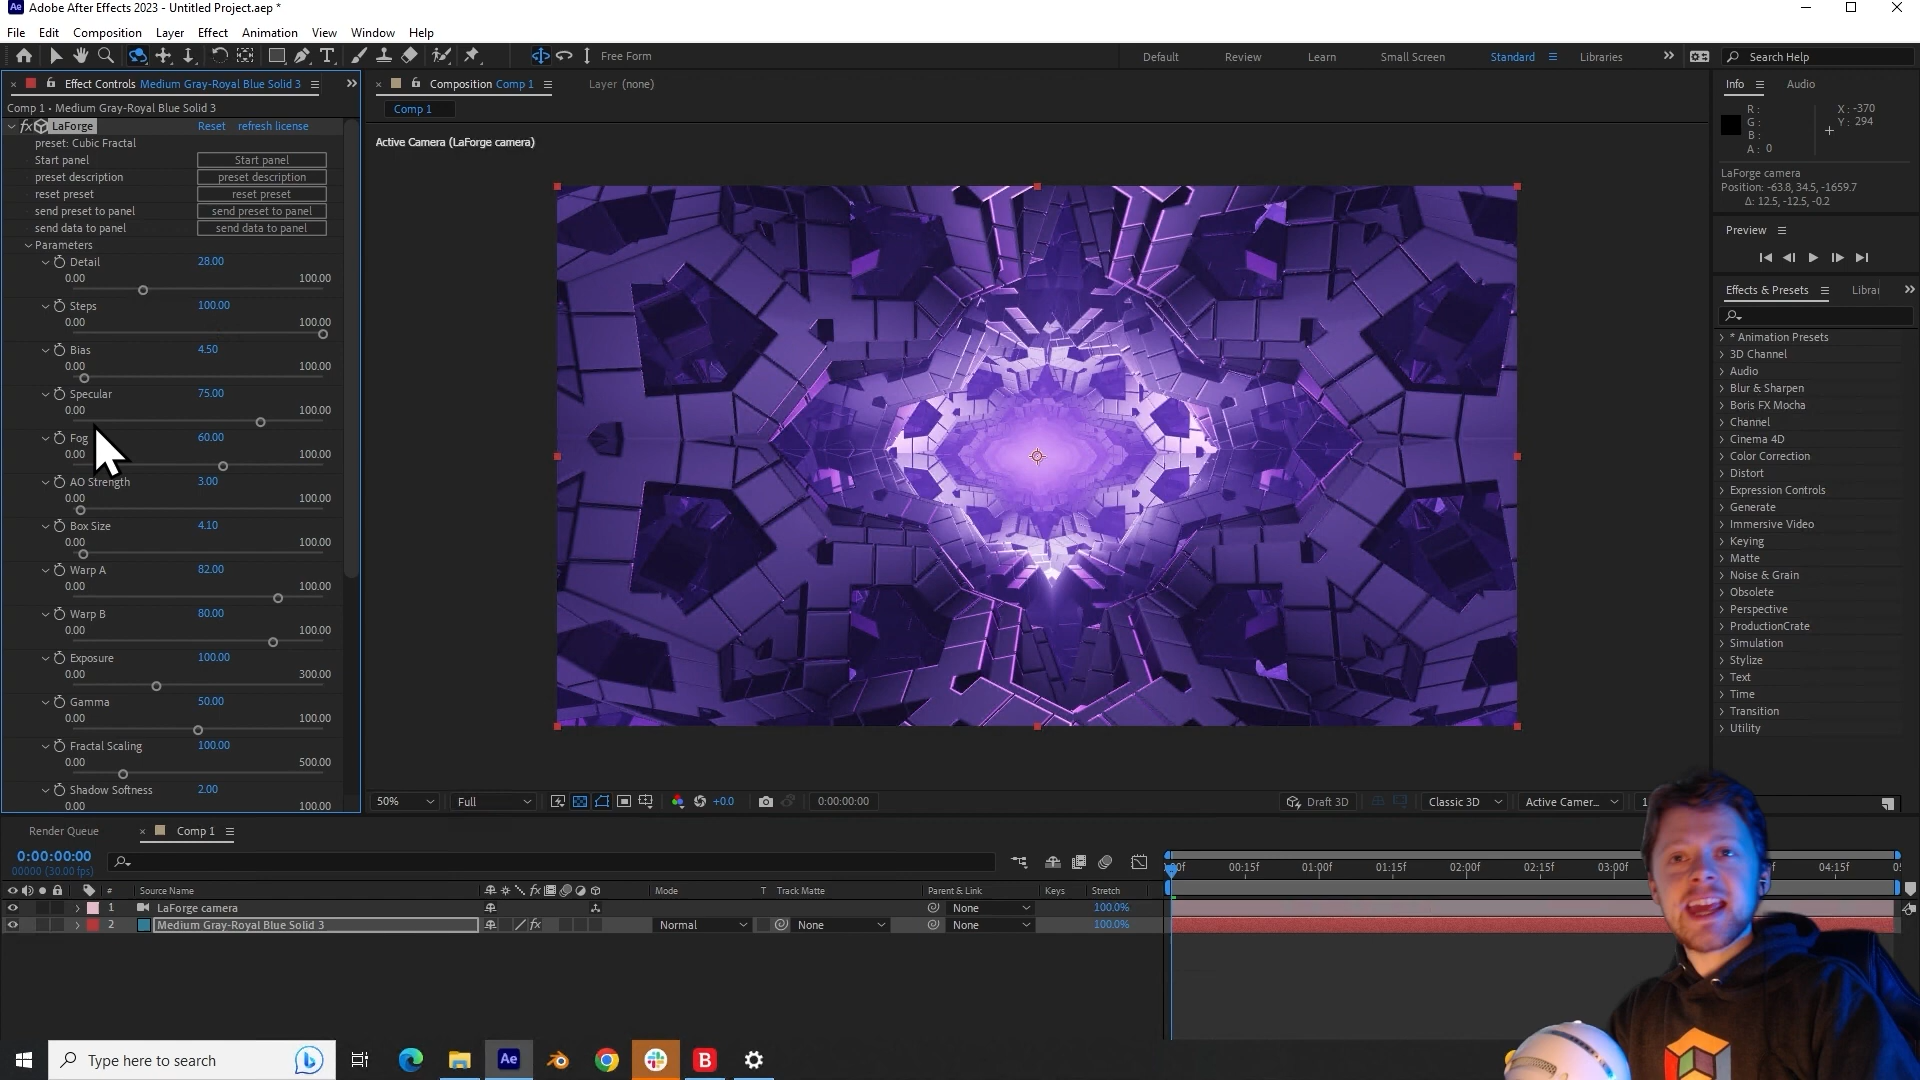 Ae Adobe After Effects 2023 - Untitled Project.aep *
File Edit Composition Layer Effect Animation View Window Help
Free Form
Default Review Learn Small Screen Standard Libraries Search Help
Effect Controls Medium Gray-Royal Blue Solid 3
Comp 1 • Medium Gray-Royal Blue Solid 3
fx LaForge Reset refresh license
preset: Cubic Fractal
Start panel Start panel
preset description preset description
reset preset reset preset
send preset to panel send preset to panel
send data to panel send data to panel
Parameters
Detail 28.00
0.00 100.00
Steps 100.00
0.00 100.00
Bias 4.50
0.00 100.00
Specular 75.00
0.00 100.00
Fog 60.00
0.00 100.00
AO Strength 3.00
0.00 100.00
Box Size 4.10
0.00 100.00
Warp A 82.00
0.00 100.00
Warp B 80.00
0.00 100.00
Exposure 100.00
0.00 300.00
Gamma 50.00
0.00 100.00
Fractal Scaling 100.00
0.00 500.00
Shadow Softness 2.00
0.00 100.00
Composition Comp 1 Layer (none)
Comp 1
Active Camera (LaForge camera)
50% Full +0.0 0:00:00:00 Draft 3D Classic 3D Active Camer... 1
Info Audio
R :
G :
B :
A : 0
X : -370
Y : 294
LaForge camera
Position: -63.8, 34.5, -1659.7
Δ: 12.5, -12.5, -0.2
Preview
Effects & Presets Librar
* Animation Presets
3D Channel
Audio
Blur & Sharpen
Boris FX Mocha
Channel
Cinema 4D
Color Correction
Distort
Expression Controls
Generate
Immersive Video
Keying
Matte
Noise & Grain
Obsolete
Perspective
ProductionCrate
Simulation
Stylize
Text
Time
Transition
Utility
Render Queue Comp 1
0:00:00:00
00000 (30.00 fps)
# Source Name fx Mode T Track Matte Parent & Link Keys Stretch
:00f 00:15f 01:00f 01:15f 02:00f 02:15f 03:00f 04:15f 05
1 LaForge camera None 100.0%
2 Medium Gray-Royal Blue Solid 3 fx Normal None None 100.0%
Type here to search
Ae
B